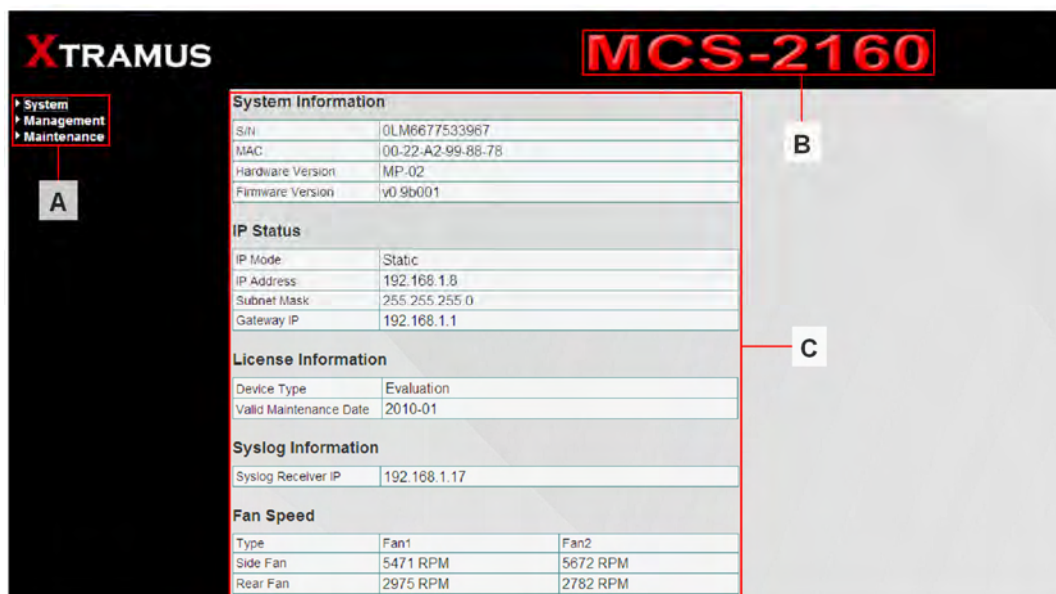 XTRAMUS
MCS-2160
System
Management
Maintenance
A
B
C
System Information
S/N 0LM6677533967
MAC 00-22-A2-99-88-78
Hardware Version MP-02
Firmware Version v0.9b001
IP Status
IP Mode Static
IP Address 192.168.1.8
Subnet Mask 255.255.255.0
Gateway IP 192.168.1.1
License Information
Device Type Evaluation
Valid Maintenance Date 2010-01
Syslog Information
Syslog Receiver IP 192.168.1.17
Fan Speed
Type Fan1 Fan2
Side Fan 5471 RPM 5672 RPM
Rear Fan 2975 RPM 2782 RPM